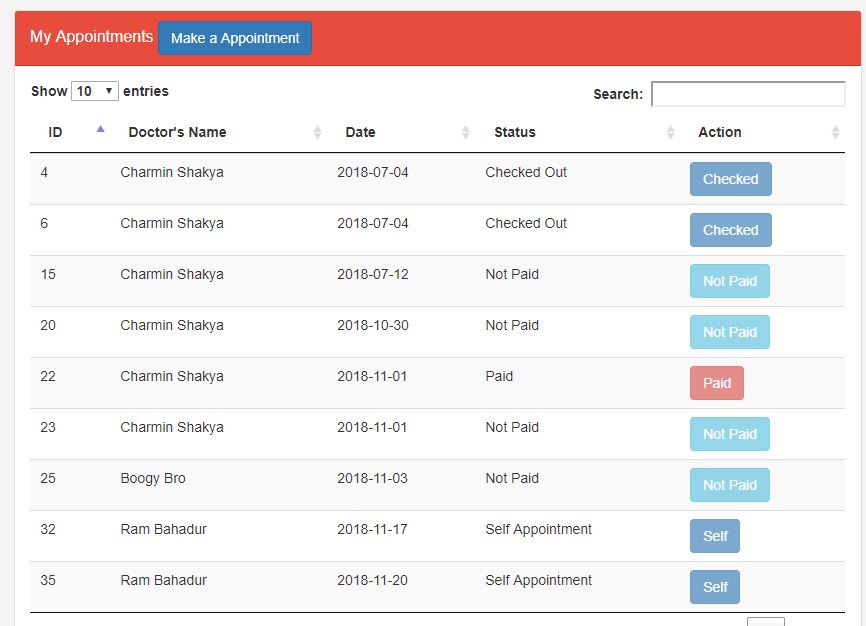 My Appointments Make a Appointment
Show 10 entries Search:
ID Doctor's Name Date Status Action
4 Charmin Shakya 2018-07-04 Checked Out Checked
6 Charmin Shakya 2018-07-04 Checked Out Checked
15 Charmin Shakya 2018-07-12 Not Paid Not Paid
20 Charmin Shakya 2018-10-30 Not Paid Not Paid
22 Charmin Shakya 2018-11-01 Paid Paid
23 Charmin Shakya 2018-11-01 Not Paid Not Paid
25 Boogy Bro 2018-11-03 Not Paid Not Paid
32 Ram Bahadur 2018-11-17 Self Appointment Self
35 Ram Bahadur 2018-11-20 Self Appointment Self